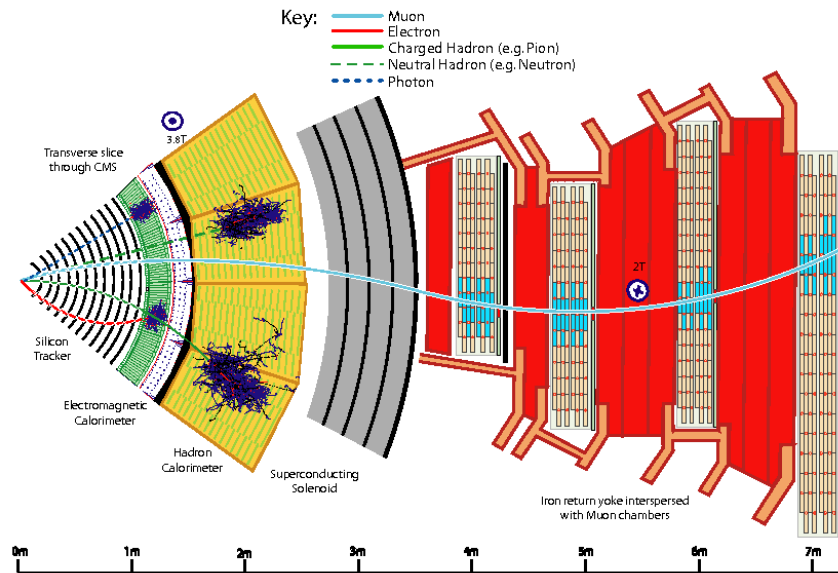 Key:
Muon
Electron
Charged Hadron (e.g. Pion)
Neutral Hadron (e.g. Neutron)
Photon
3.8T
Transverse slice
through CMS
2T
Silicon
Tracker
Electromagnetic
Calorimeter
Hadron
Calorimeter
Superconducting
Solenoid
Iron return yoke interspersed
with Muon chambers
0m
1m
2m
3m
4m
5m
6m
7m